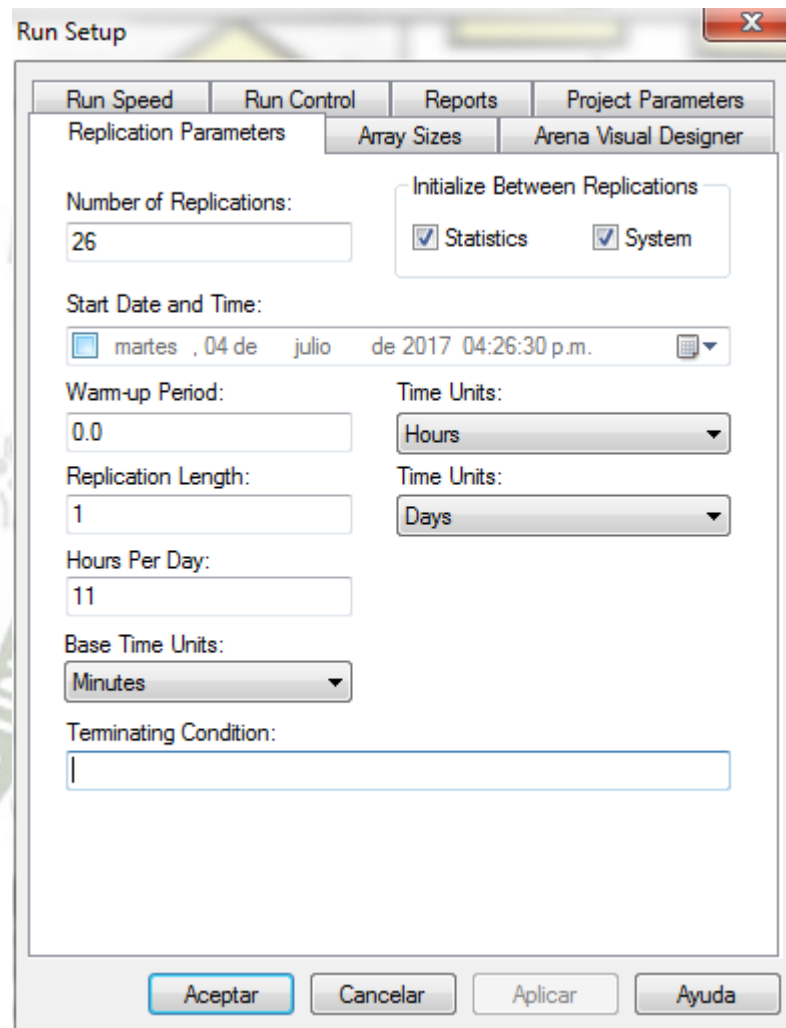 Run Setup
Run Speed Run Control Reports Project Parameters
Replication Parameters Array Sizes Arena Visual Designer
Number of Replications:
26
Initialize Between Replications
Statistics System
Start Date and Time:
martes , 04 de julio de 2017 04:26:30 p.m.
Warm-up Period: Time Units:
0.0 Hours
Replication Length: Time Units:
1 Days
Hours Per Day:
11
Base Time Units:
Minutes
Terminating Condition:
Aceptar Cancelar Aplicar Ayuda